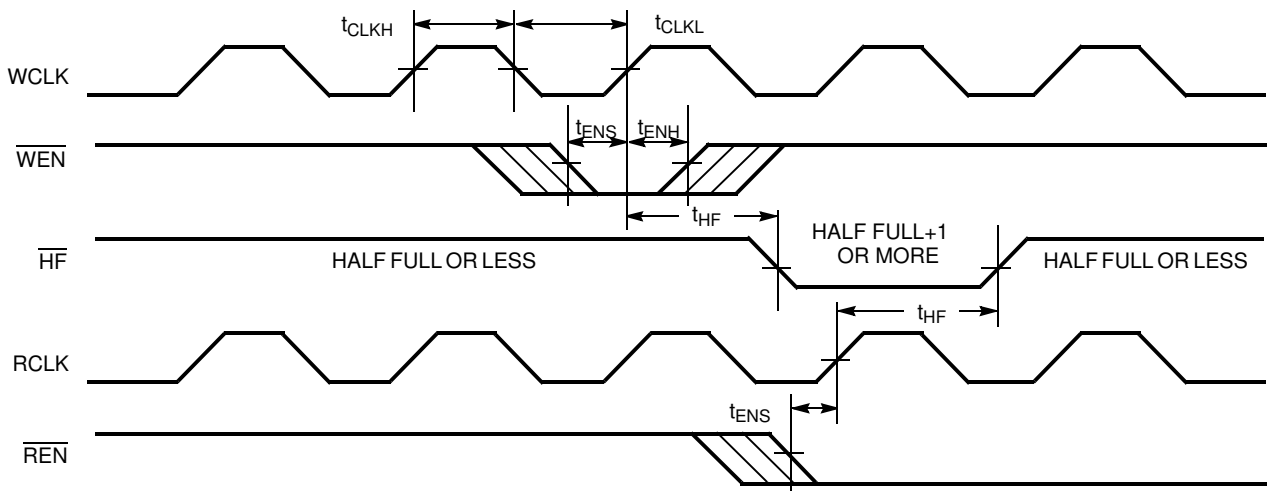 tCLKH
tCLKL
WCLK
tENS
tENH
WEN
tHF
HF
HALF FULL OR LESS
HALF FULL+1
OR MORE
HALF FULL OR LESS
tHF
RCLK
tENS
REN